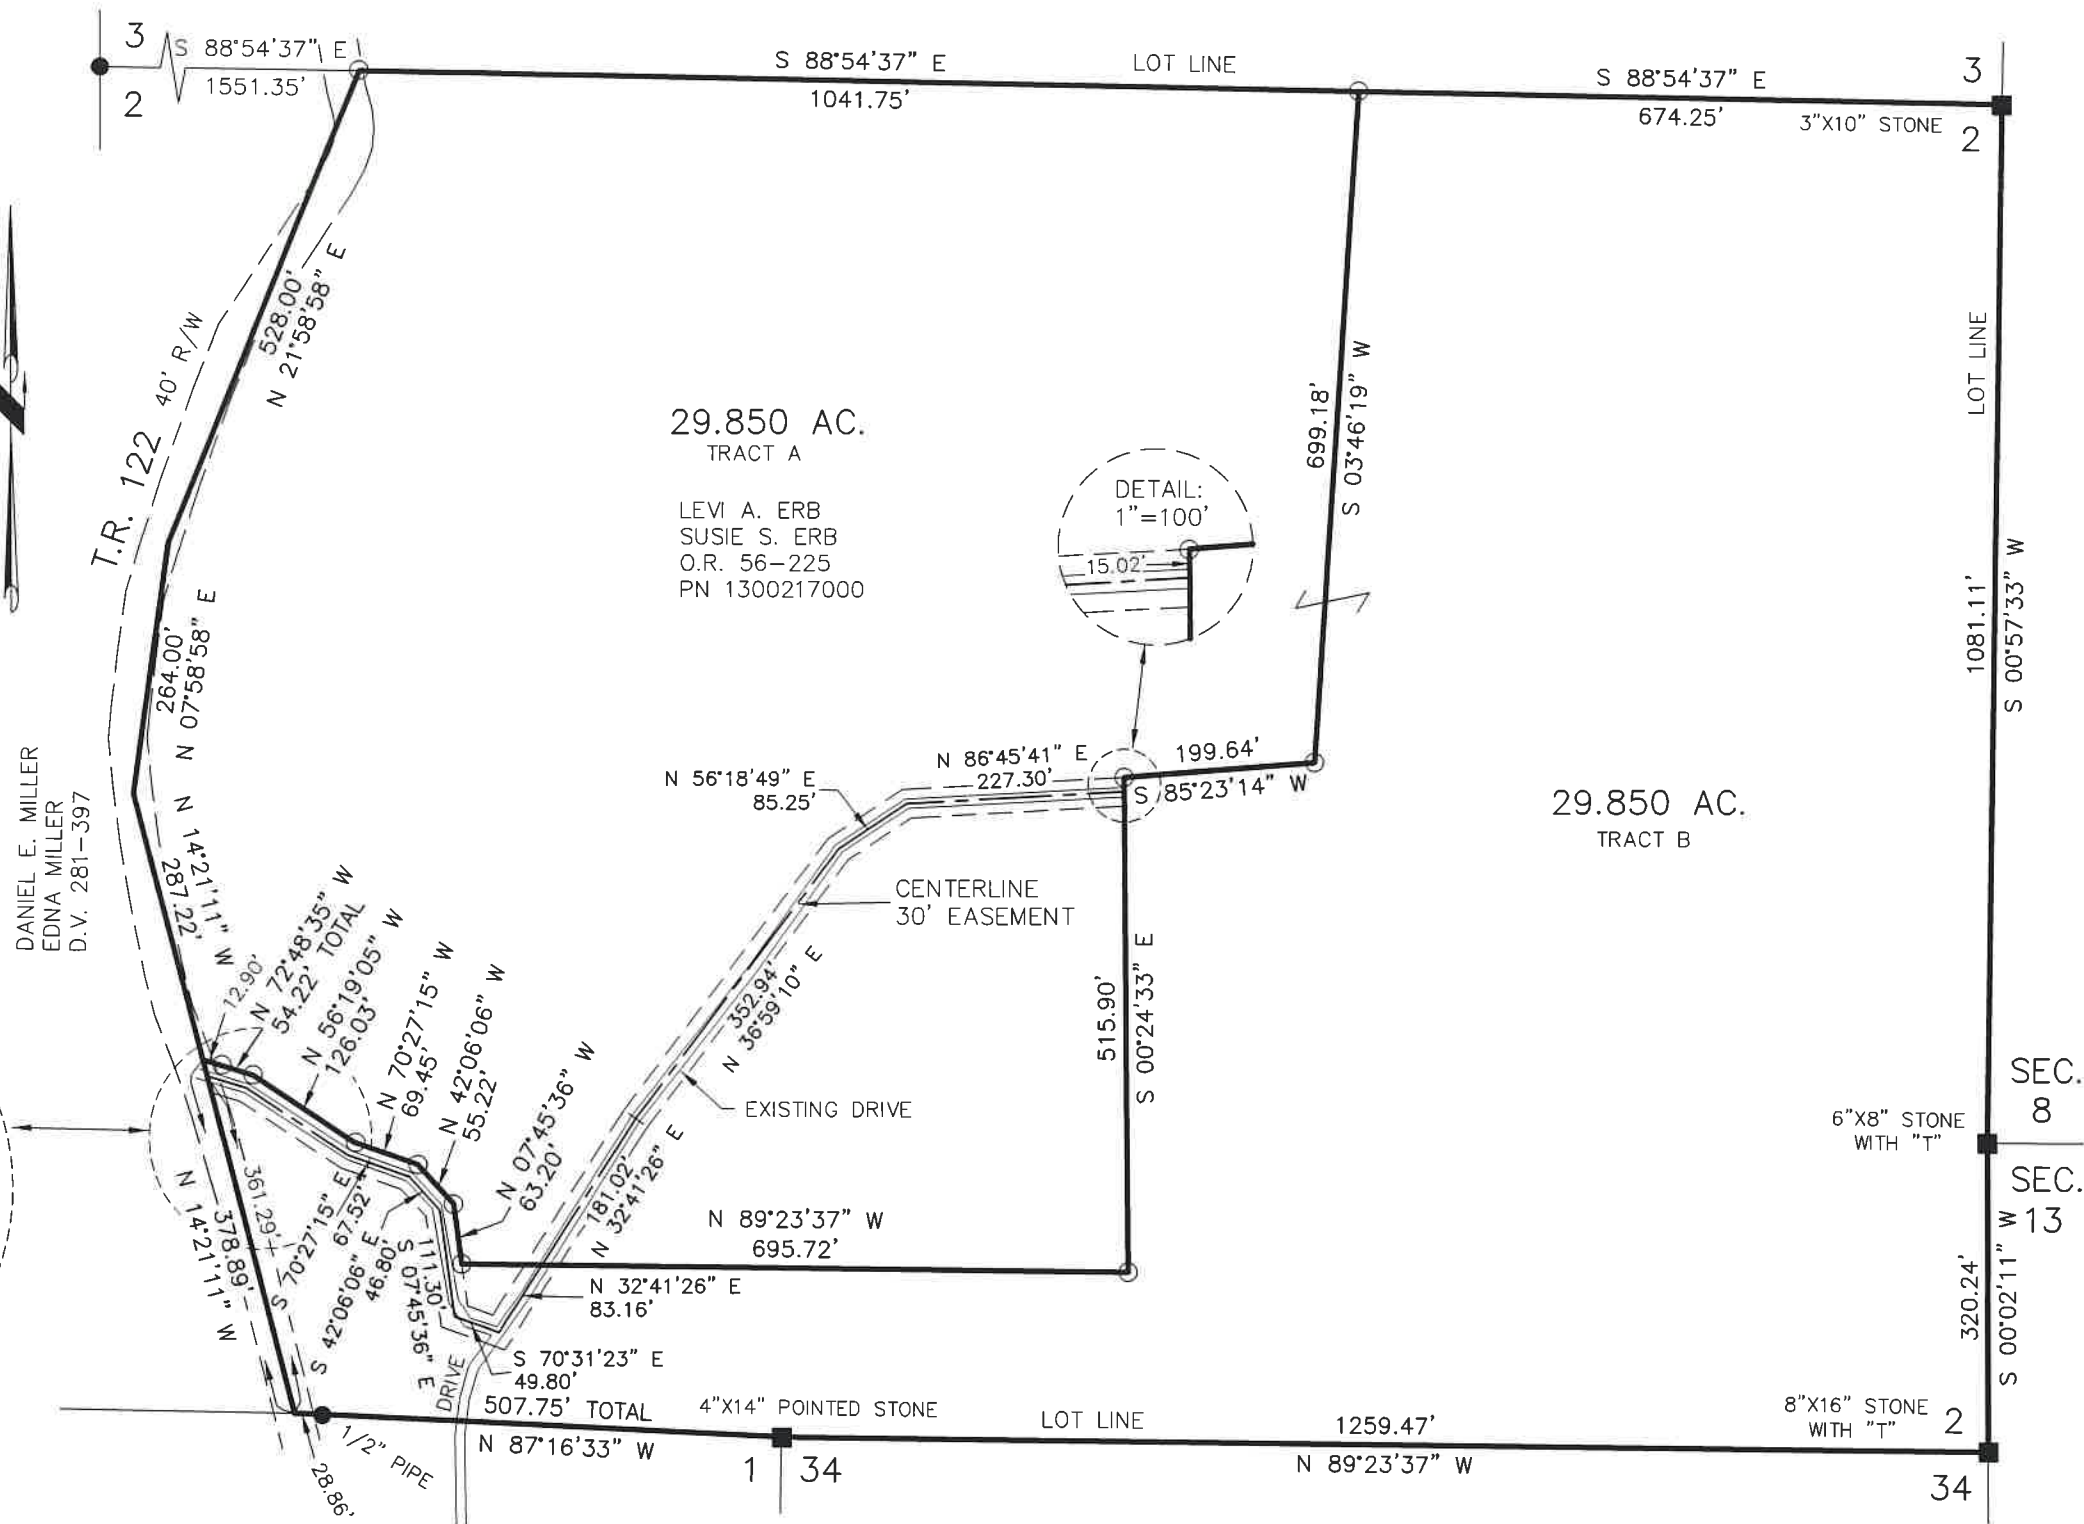 3
2
S 88°54'37" E
1551.35'
S 88°54'37" E
1041.75'
LOT LINE
S 88°54'37" E
674.25'
3"X10" STONE
3
2
528.00'
N 21°58'58" E
T.R. 122
40' R/W
29.850 AC.
TRACT A
LEVI A. ERB
SUSIE S. ERB
O.R. 56-225
PN 1300217000
DETAIL:
1"=100'
15.02'
699.18'
S 03°46'19" W
LOT LINE
1081.11'
S 00°57'33" W
264.00'
N 07°58'58" E
DANIEL E. MILLER
EDNA MILLER
D.V. 281-397
N 14°21'11" W
287.22'
N 56°18'49" E
85.25'
N 86°45'41" E
227.30'
199.64'
S 85°23'14" W
29.850 AC.
TRACT B
CENTERLINE
30' EASEMENT
12.90'
N 72°48'35" W
54.22' TOTAL
N 56°19'05" W
126.03'
N 70°27'15" W
69.45'
N 42°06'06" W
55.22'
N 07°45'36" W
63.20'
352.94'
N 36°59'10" E
EXISTING DRIVE
515.90'
S 00°24'33" E
SEC.
8
6"X8" STONE
WITH "T"
SEC.
13
181.02'
N 32°41'26" E
N 89°23'37" W
695.72'
361.29'
378.89'
N 14°21'11" W
S 70°27'15" E
67.52'
S 42°06'06" E
46.80'
111.30'
S 07°45'36" E
N 32°41'26" E
83.16'
S 70°31'23" E
49.80'
DRIVE
320.24'
S 00°02'11" W
507.75' TOTAL
N 87°16'33" W
4"X14" POINTED STONE
LOT LINE
1259.47'
N 89°23'37" W
8"X16" STONE
WITH "T"
2
34
1/2" PIPE
28.86'
1
34